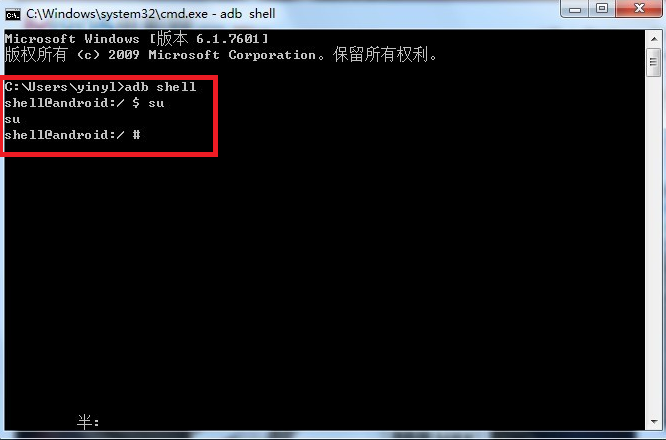 C:\Windows\system32\cmd.exe - adb  shell
Microsoft Windows [版本 6.1.7601]
版权所有 (c) 2009 Microsoft Corporation。保留所有权利。
C:\Users\yinyl>adb shell
shell@android:/ $ su
su
shell@android:/ #
半: